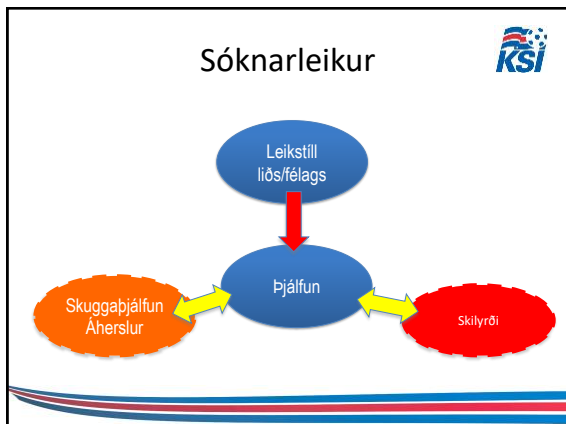 Sóknarleikur
KSÍ
Leikstíll
liðs/félags
Þjálfun
Skuggaþjálfun
Áherslur
Skilyrði